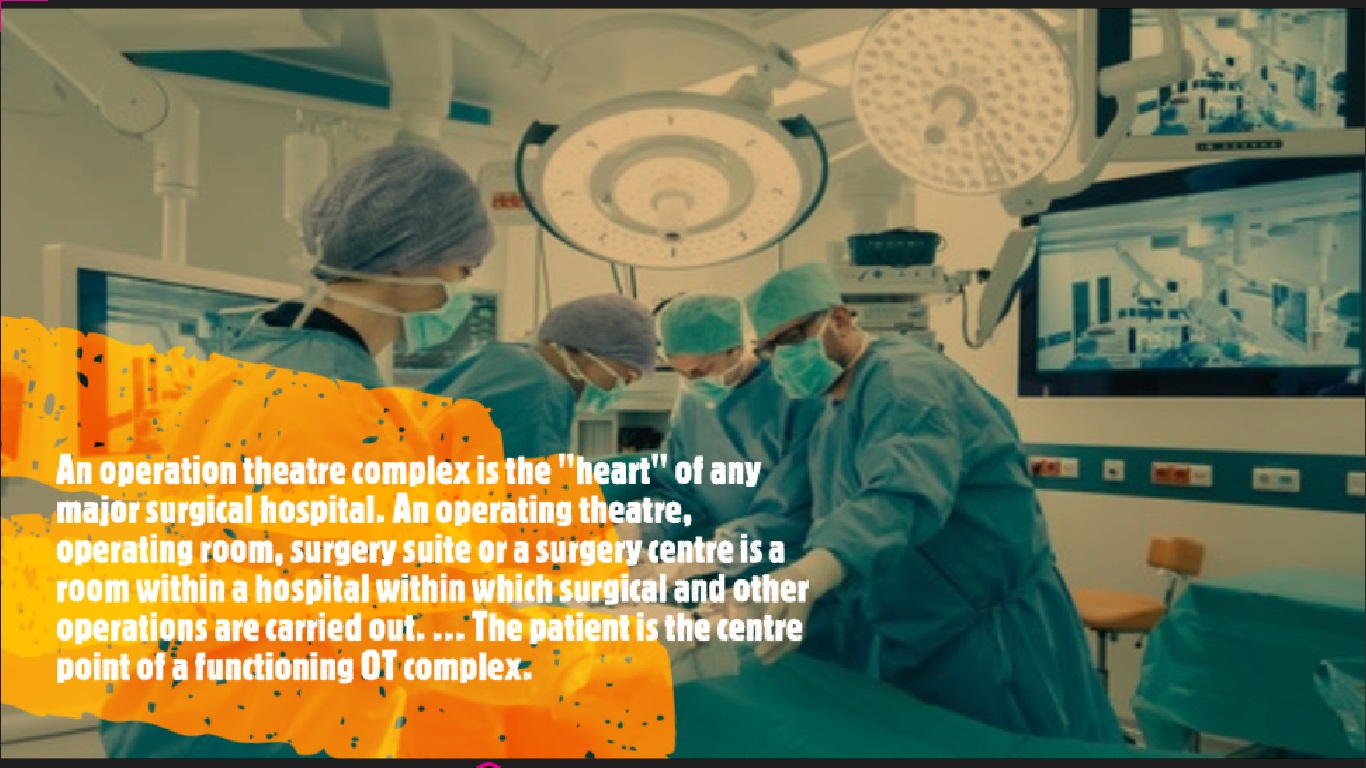 An operation theatre complex is the "heart" of any
major surgical hospital. An operating theatre,
operating room, surgery suite or a surgery centre is a
room within a hospital within which surgical and other
operations are carried out. ... The patient is the centre
point of a functioning OT complex.